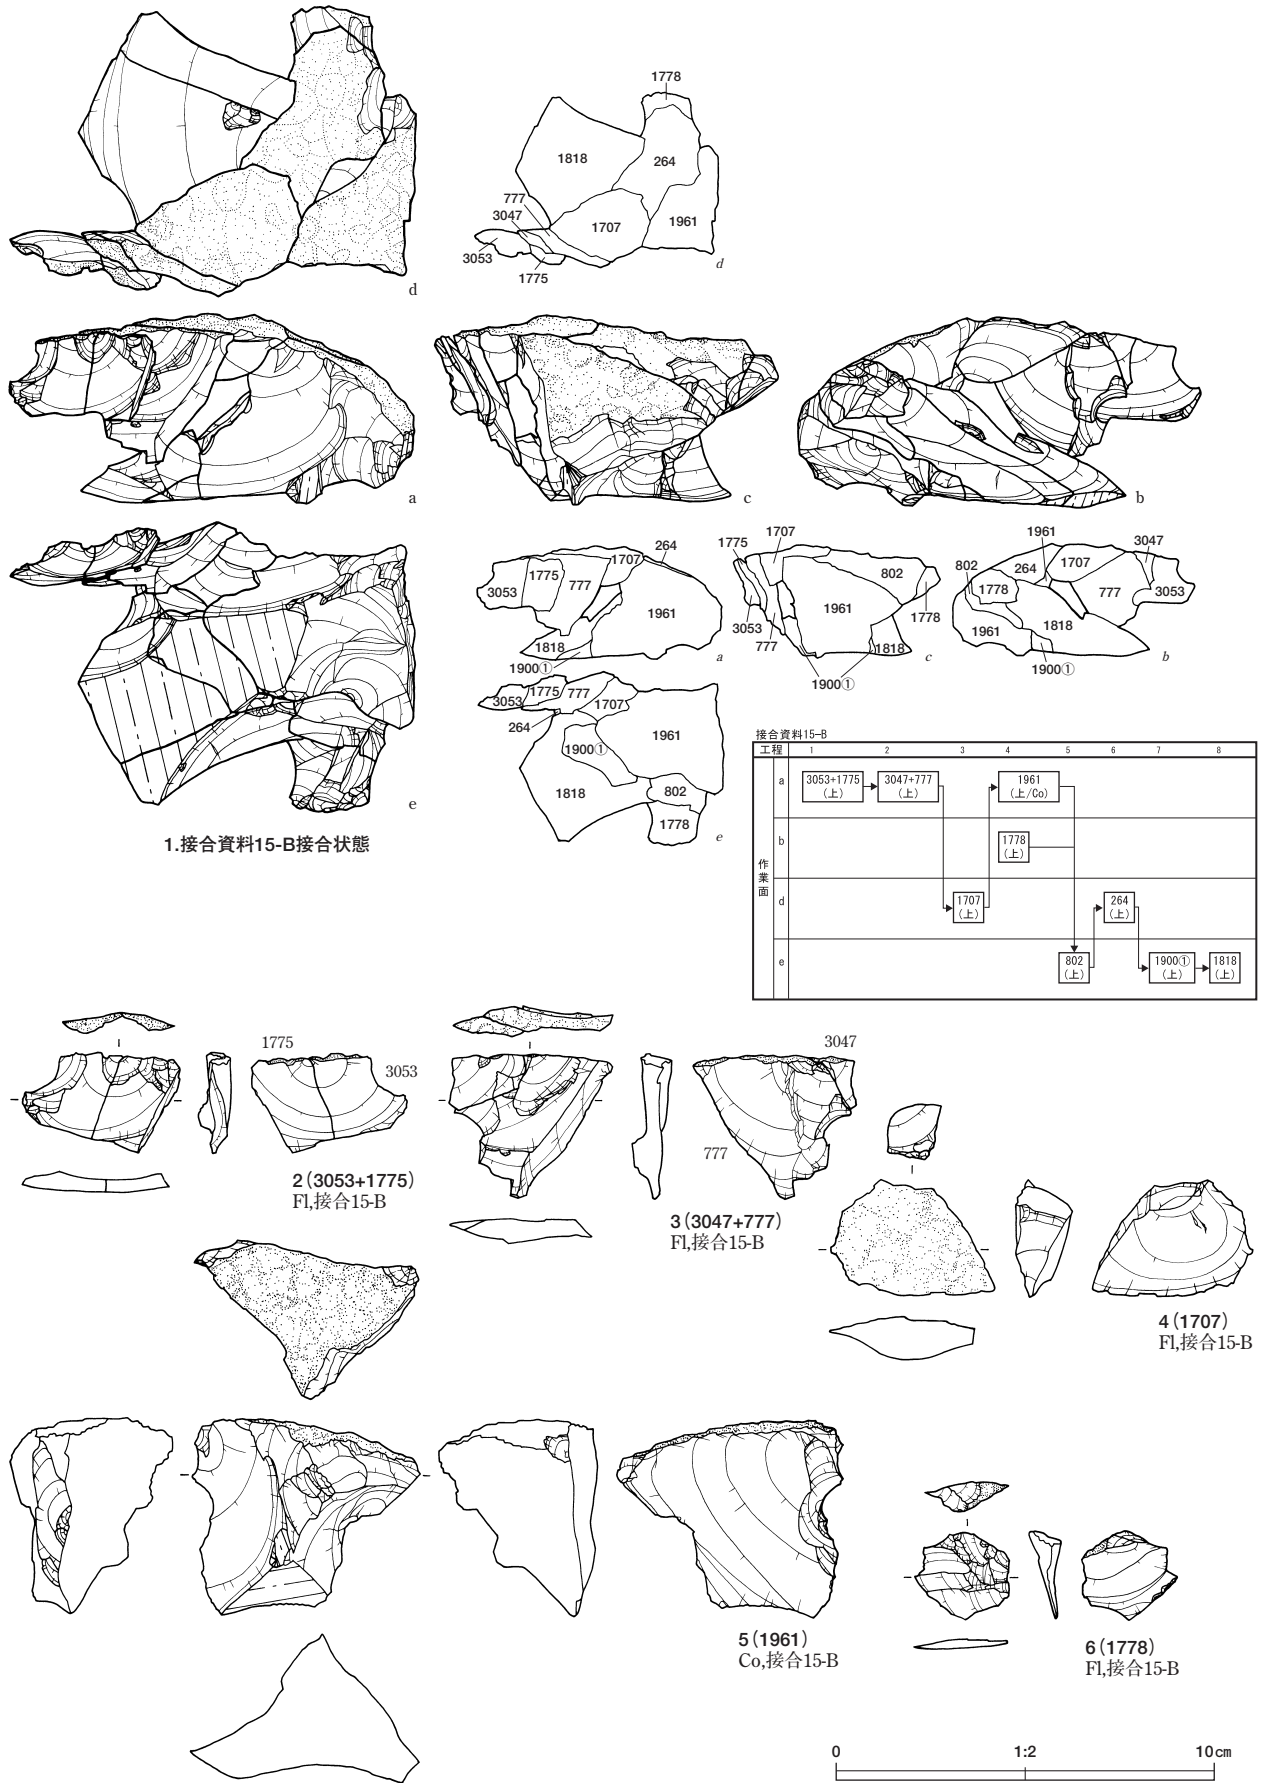 d
1778
1818
264
777
3047
1707
1961
3053
1775
d
a
c
b
e
1707
264
1775
777
3053
1961
1818
1900①
a
1707
1775
802
1961
3053
1778
777
1818
1900①
c
1961
3047
802
264
1707
1778
777
3053
1818
1961
1900①
b
1775
777
3053
1707
264
1961
1900①
1818
802
1778
e
1.接合資料15-B接合状態
接合資料15-B
工程 1 2 3 4 5 6 7 8
作業面
a
3053+1775
(上)
3047+777
(上)
1961
(上/Co)
b
1778
(上)
d
1707
(上)
264
(上)
e
802
(上)
1900①
(上)
1818
(上)
1775
3053
2(3053+1775)
Fl,接合15-B
3047
777
3(3047+777)
Fl,接合15-B
4(1707)
Fl,接合15-B
5(1961)
Co,接合15-B
6(1778)
Fl,接合15-B
0 1:2 10cm